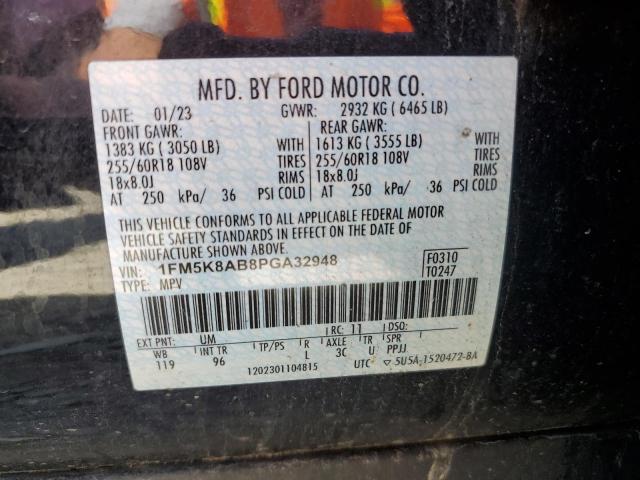 MFD. BY FORD MOTOR CO.
DATE: 01/23 GVWR: 2932 KG ( 6465 LB)
FRONT GAWR: REAR GAWR:
1383 KG ( 3050 LB) WITH 1613 KG ( 3555 LB) WITH
255/60R18 108V TIRES 255/60R18 108V TIRES
18x8.0J RIMS 18x8.0J RIMS
AT 250 kPa/ 36 PSI COLD AT 250 kPa/ 36 PSI COLD
THIS VEHICLE CONFORMS TO ALL APPLICABLE FEDERAL MOTOR
VEHICLE SAFETY STANDARDS IN EFFECT ON THE DATE OF
MANUFACTURE SHOWN ABOVE.
VIN: 1FM5K8AB8PGA32948 F0310
TYPE: MPV T0247
EXT PNT: UM RC: 11 DSO:
WB INT TR TP/PS R AXLE TR SPR
119 96 L 3C U PPJJ
1202301104815 UTC ▽ 5U5A-1520472-BA